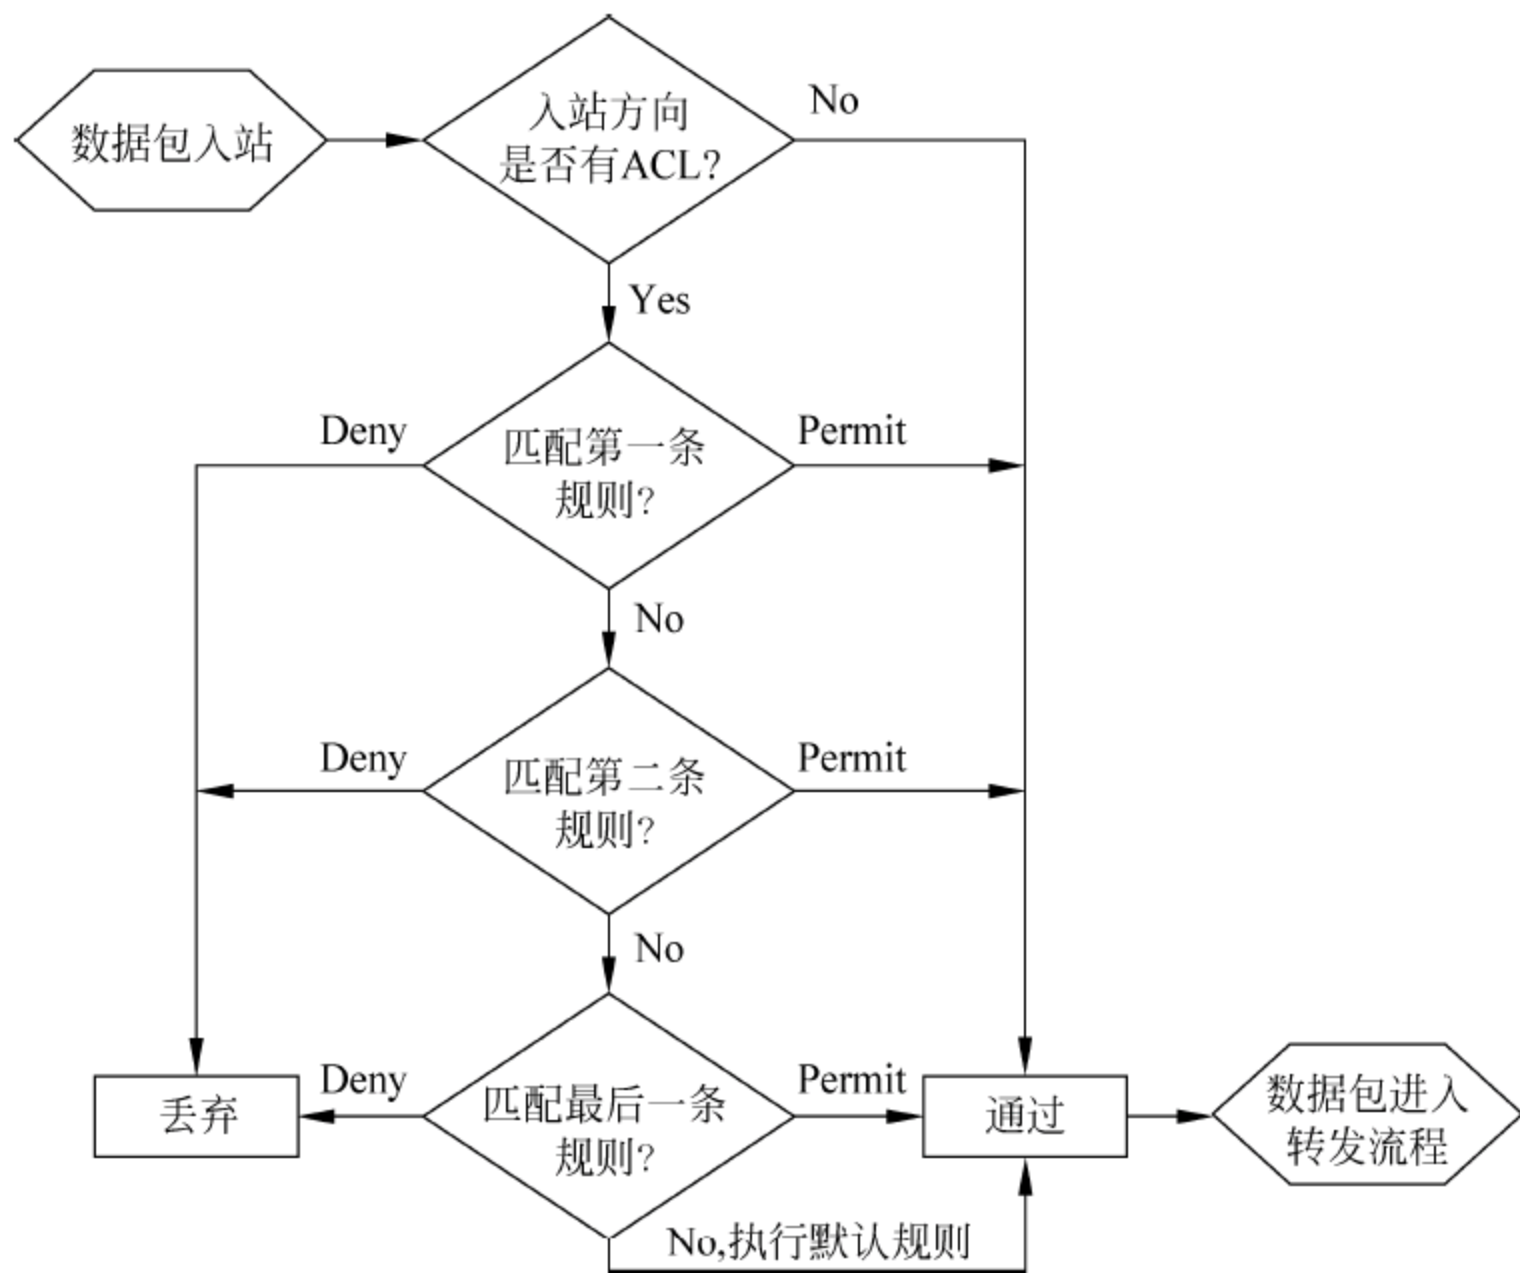 数据包入站
入站方向
是否有ACL?
No
Yes
Deny
匹配第一条
规则?
Permit
No
Deny
匹配第二条
规则?
Permit
No
丢弃
Deny
匹配最后一条
规则?
Permit
通过
数据包进入
转发流程
No,执行默认规则